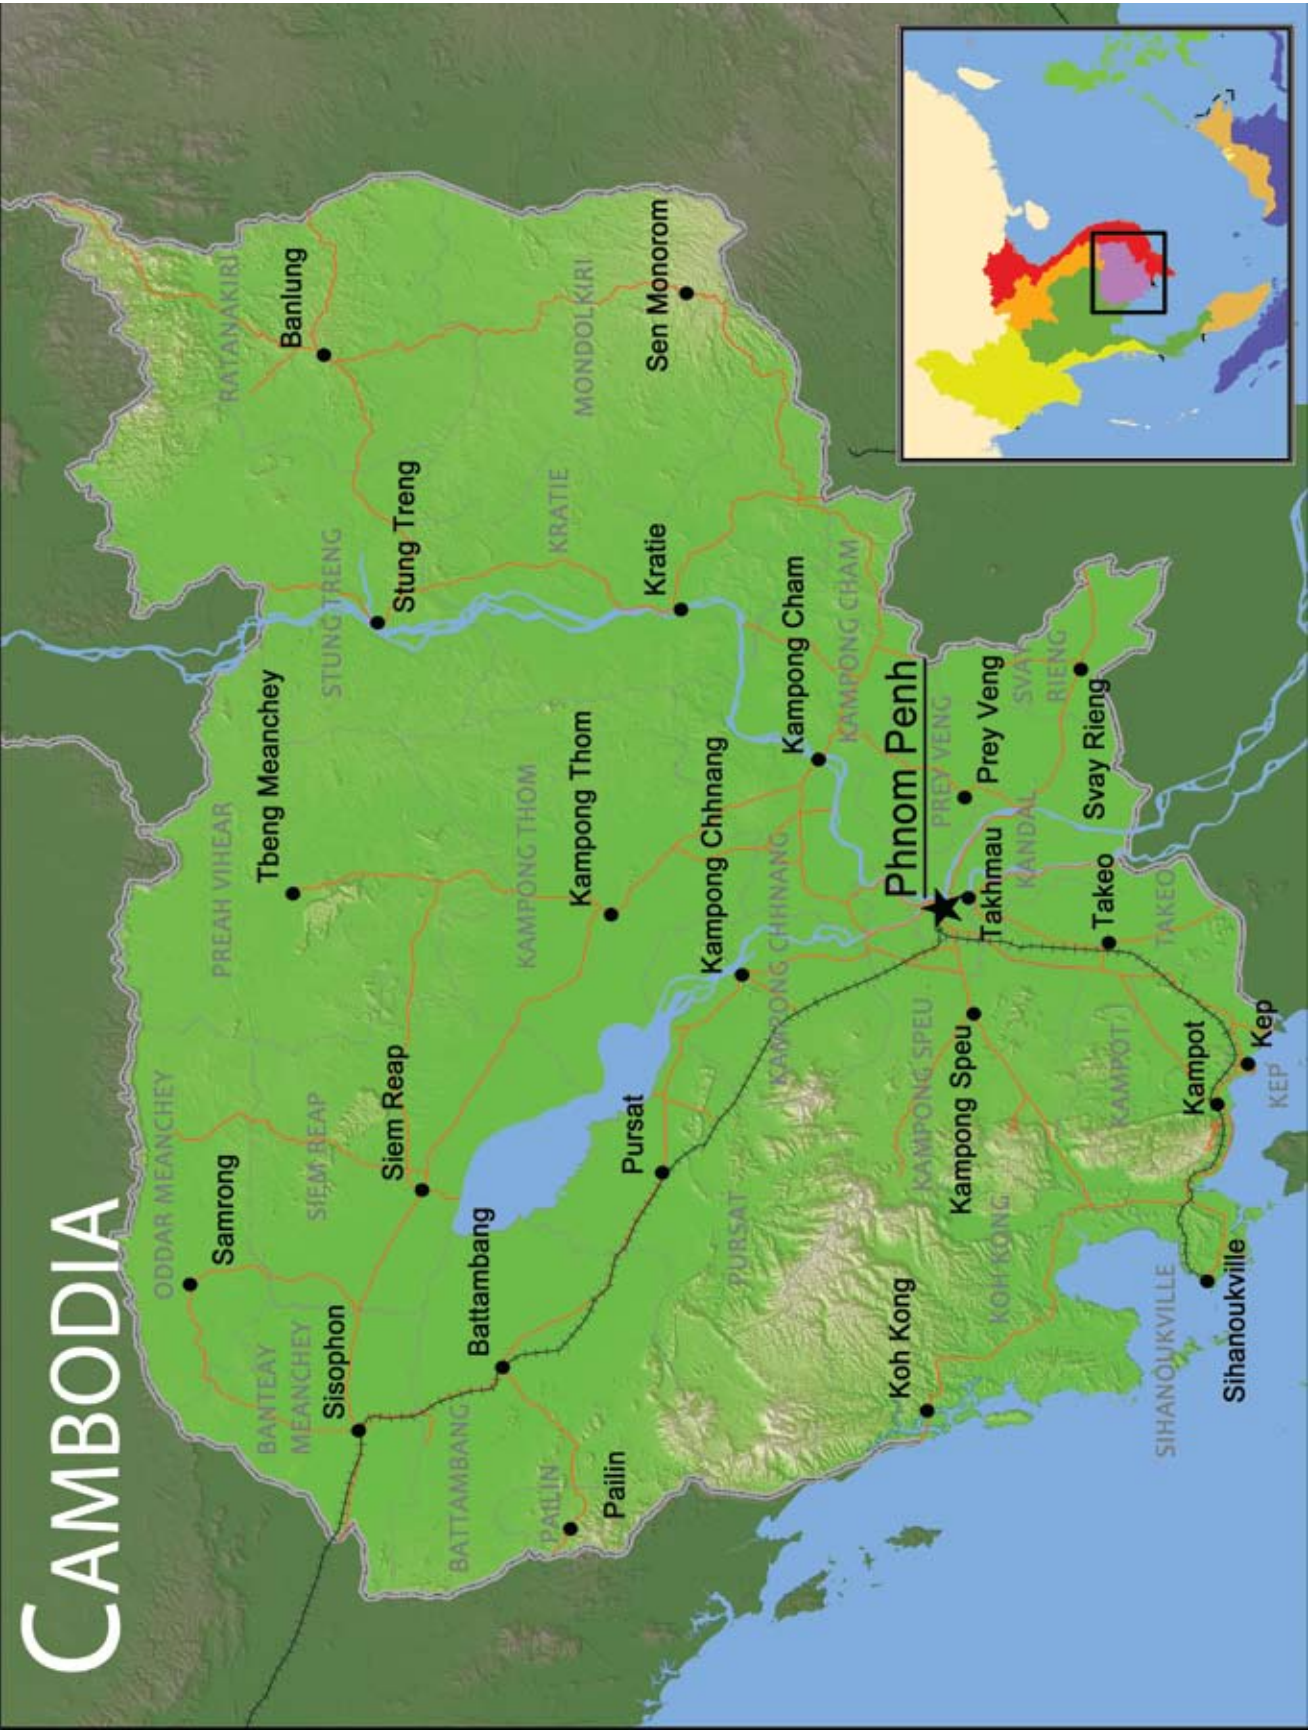 CAMBODIA
ODDAR MEANCHEY
Samrong
PREAH VIHEAR
Tbeng Meanchey
RATANAKIRI
Banlung
BANTEAY
MEANCHEY
Sisophon
SIEM REAP
Siem Reap
STUNG TRENG
Stung Treng
BATTAMBANG
Battambang
KAMPONG THOM
Kampong Thom
KRATIE
Kratie
MONDOLKIRI
Sen Monorom
PAILIN
Pailin
Pursat
PURSAT
Kampong Chhnang
KAMPONG CHHNANG
Kampong Cham
KAMPONG CHAM
Koh Kong
KOH KONG
KAMPONG SPEU
Kampong Speu
Phnom Penh
PREY VENG
Prey Veng
Takhmau
KANDAL
SVAY
RIENG
Svay Rieng
Takeo
TAKEO
KAMPOT
Kampot
SIHANOUKVILLE
Sihanoukville
Kep
KEP